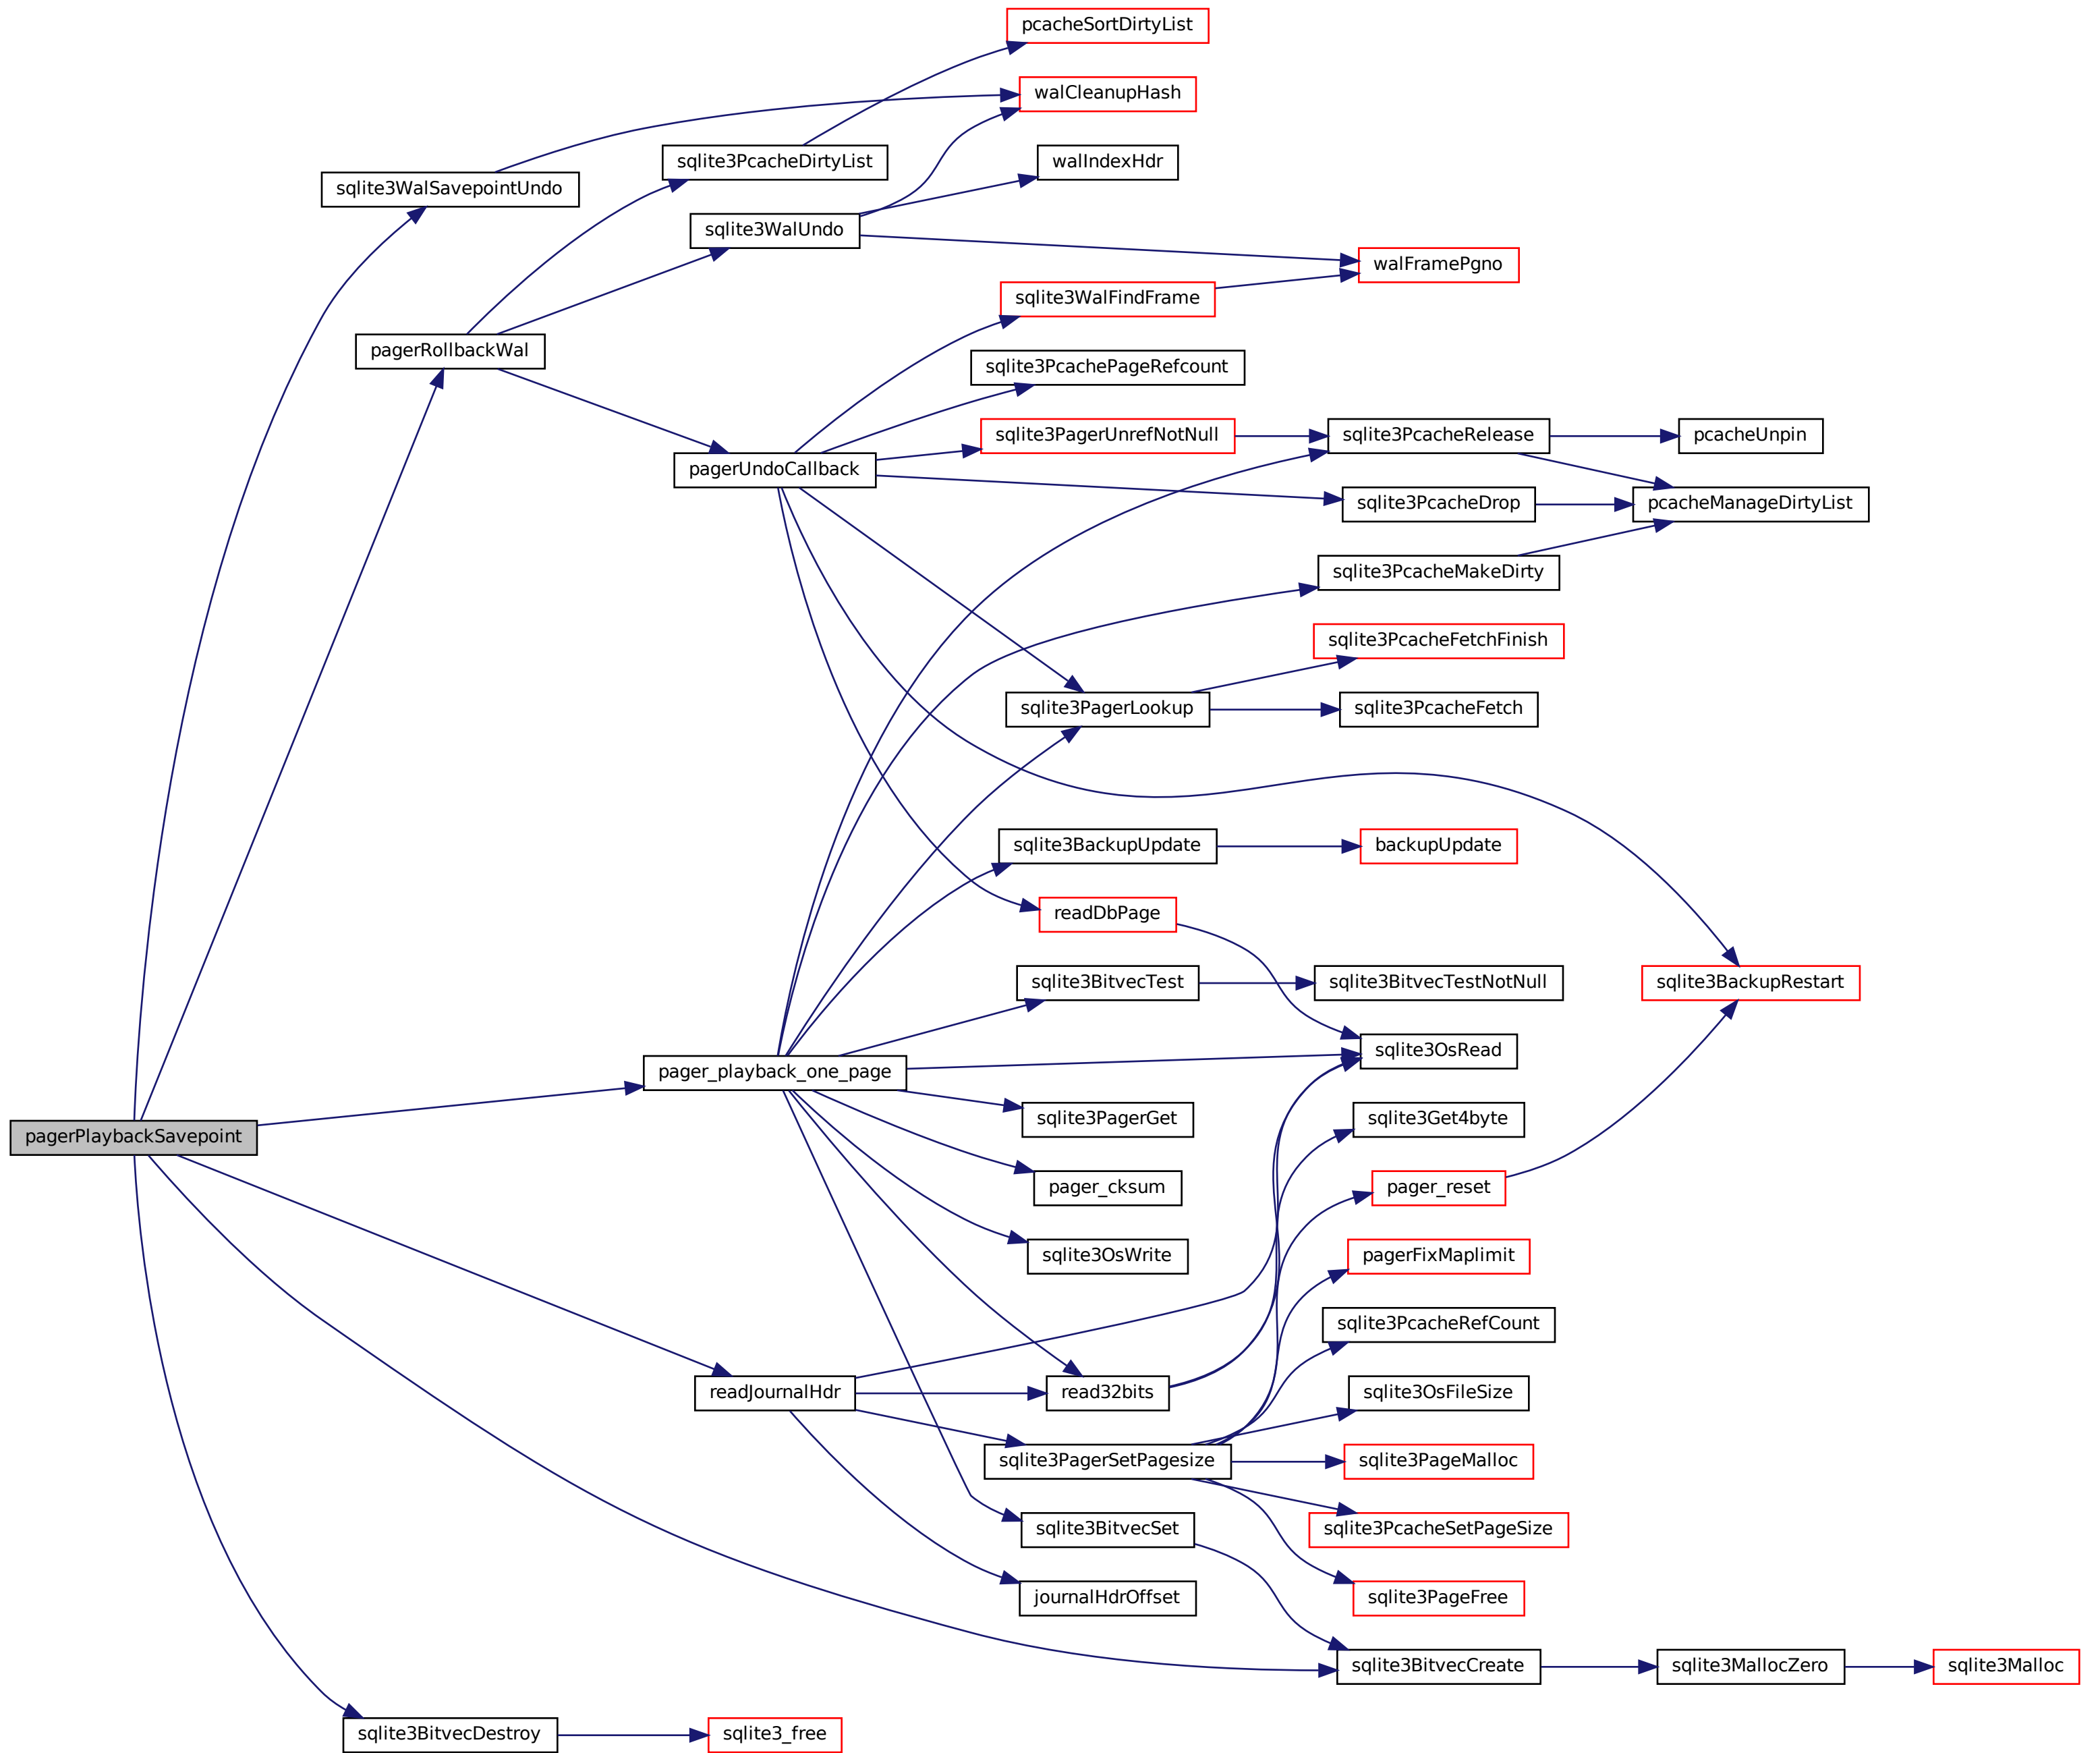 pcacheSortDirtyList
walCleanupHash
sqlite3PcacheDirtyList
walIndexHdr
sqlite3WalSavepointUndo
sqlite3WalUndo
walFramePgno
sqlite3WalFindFrame
pagerRollbackWal
sqlite3PcachePageRefcount
sqlite3PagerUnrefNotNull
sqlite3PcacheRelease
pcacheUnpin
pagerUndoCallback
sqlite3PcacheDrop
pcacheManageDirtyList
sqlite3PcacheMakeDirty
sqlite3PcacheFetchFinish
sqlite3PagerLookup
sqlite3PcacheFetch
sqlite3BackupUpdate
backupUpdate
readDbPage
sqlite3BitvecTest
sqlite3BitvecTestNotNull
sqlite3BackupRestart
sqlite3OsRead
pager_playback_one_page
sqlite3PagerGet
sqlite3Get4byte
pagerPlaybackSavepoint
pager_cksum
pager_reset
sqlite3OsWrite
pagerFixMaplimit
sqlite3PcacheRefCount
readJournalHdr
read32bits
sqlite3OsFileSize
sqlite3PagerSetPagesize
sqlite3PageMalloc
sqlite3BitvecSet
sqlite3PcacheSetPageSize
journalHdrOffset
sqlite3PageFree
sqlite3BitvecCreate
sqlite3MallocZero
sqlite3Malloc
sqlite3BitvecDestroy
sqlite3_free